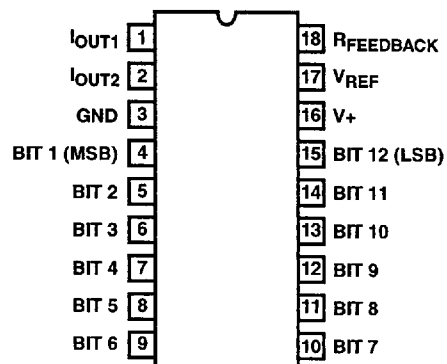 IOUT1 1 18 RFEEDBACK
IOUT2 2 17 VREF
GND 3 16 V+
BIT 1 (MSB) 4 15 BIT 12 (LSB)
BIT 2 5 14 BIT 11
BIT 3 6 13 BIT 10
BIT 4 7 12 BIT 9
BIT 5 8 11 BIT 8
BIT 6 9 10 BIT 7